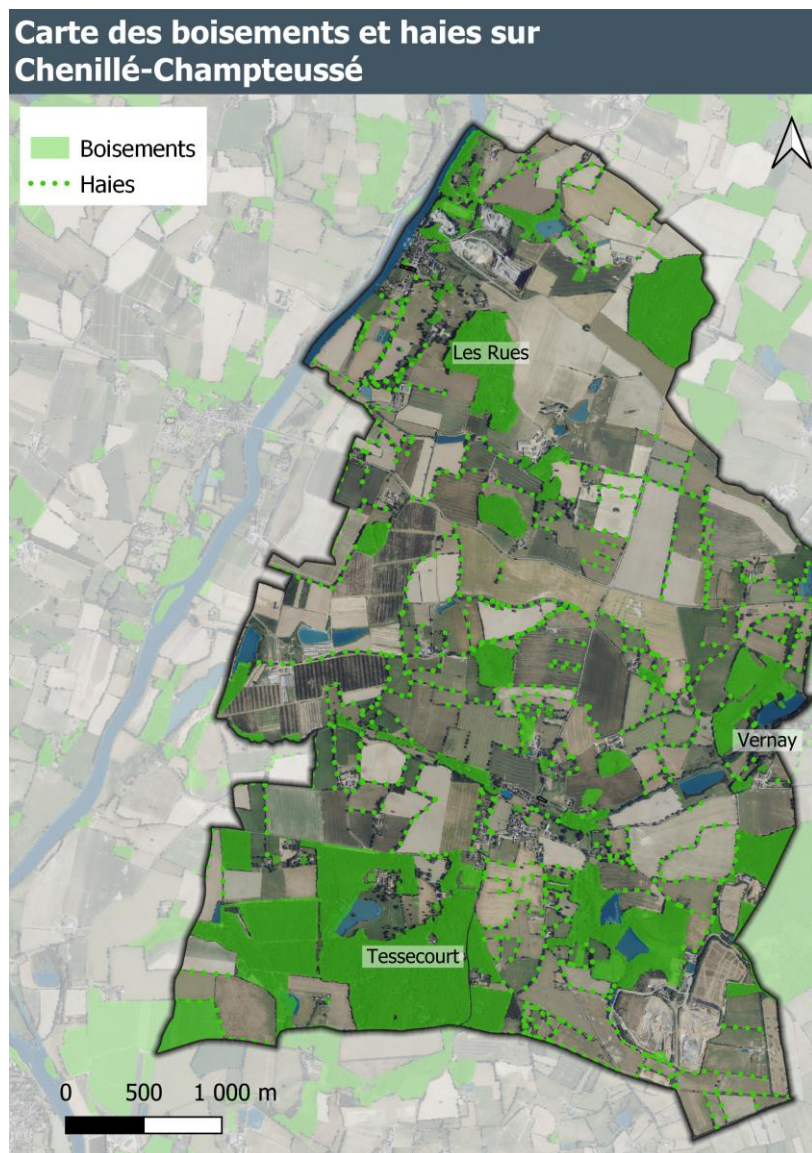 Carte des boisements et haies sur
Chenillé-Champteussé
Boisements
Haies
Les Rues
Vernay
Tessecourt
0 500 1 000 m